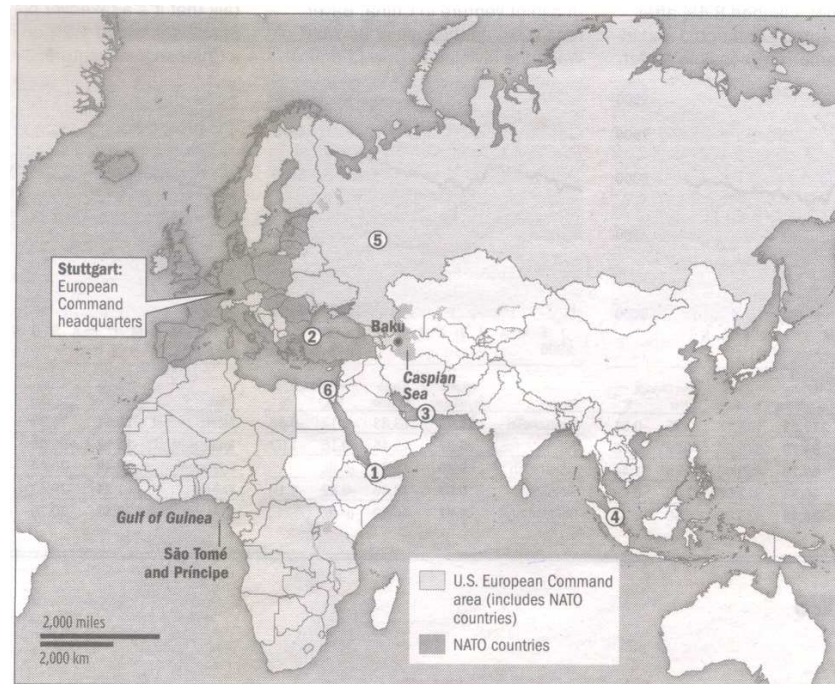 ⑤
Stuttgart:
European
Command
headquarters
②
Baku
Caspian
Sea
⑥
③
①
④
Gulf of Guinea
São Tomé
and Príncipe
U.S. European Command
area (includes NATO
countries)
NATO countries
2,000 miles
2,000 km